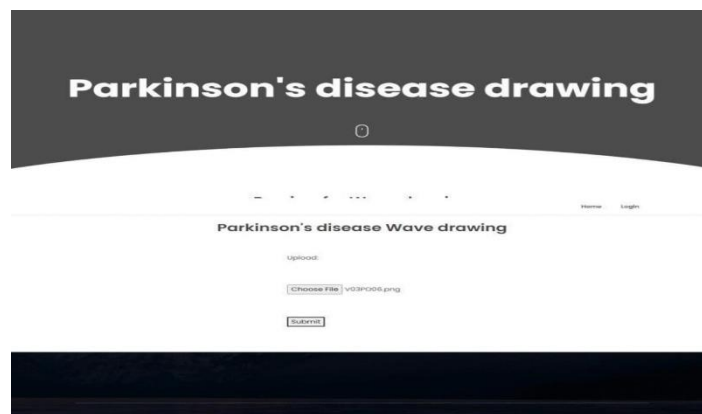 Parkinson's disease drawing
Home Login
Parkinson's disease Wave drawing
Upload:
Choose File V03PO06.png
Submit